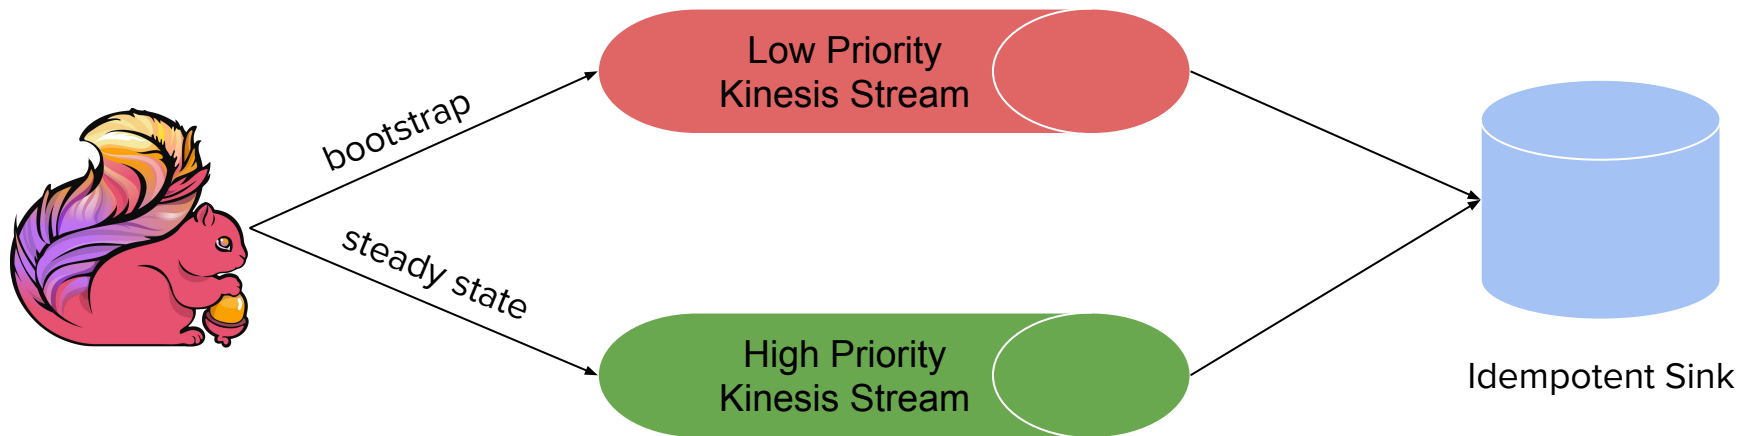 bootstrap
steady state
Low Priority
Kinesis Stream
High Priority
Kinesis Stream
Idempotent Sink